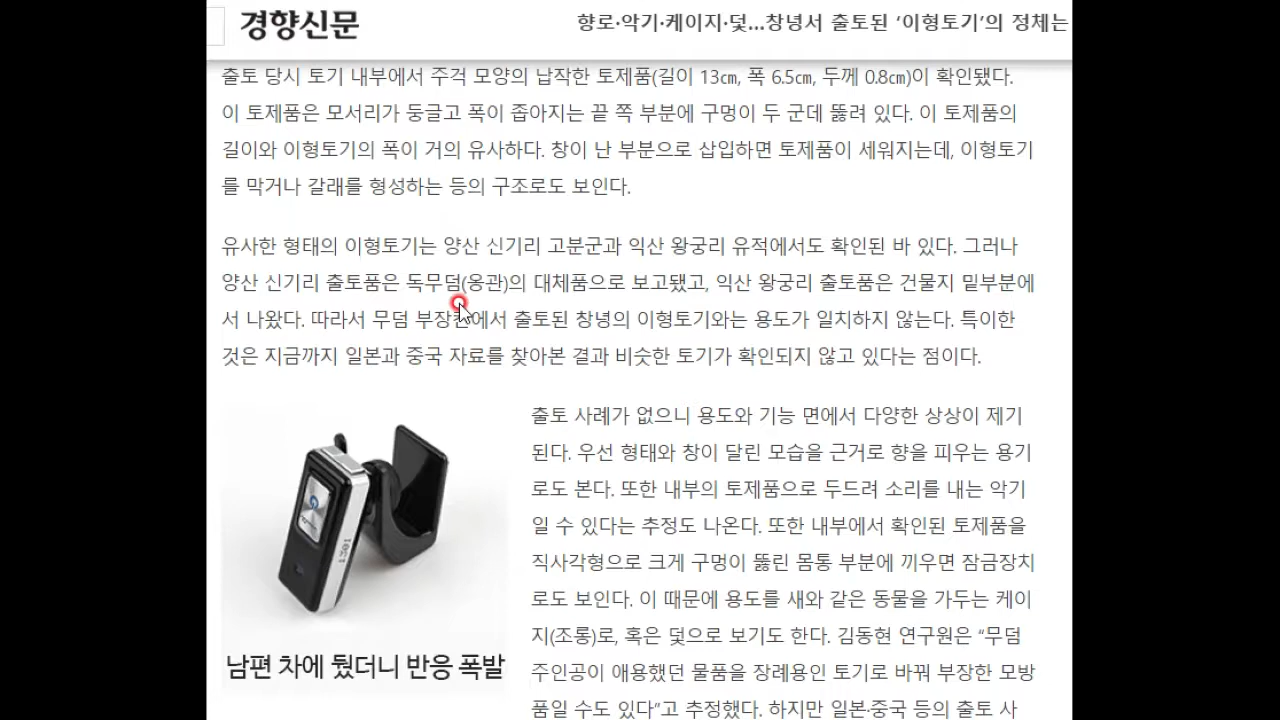 경향신문
향로·악기·케이지·덫...창녕서 출토된 ‘이형토기’의 정체는
출토 당시 토기 내부에서 주걱 모양의 납작한 토제품(길이 13㎝, 폭 6.5㎝, 두께 0.8㎝)이 확인됐다.
이 토제품은 모서리가 둥글고 폭이 좁아지는 끝 쪽 부분에 구멍이 두 군데 뚫려 있다. 이 토제품의
길이와 이형토기의 폭이 거의 유사하다. 창이 난 부분으로 삽입하면 토제품이 세워지는데, 이형토기
를 막거나 갈래를 형성하는 등의 구조로도 보인다.
유사한 형태의 이형토기는 양산 신기리 고분군과 익산 왕궁리 유적에서도 확인된 바 있다. 그러나
양산 신기리 출토품은 독무덤(옹관)의 대체품으로 보고됐고, 익산 왕궁리 출토품은 건물지 밑부분에
서 나왔다. 따라서 무덤 부장칸에서 출토된 창녕의 이형토기와는 용도가 일치하지 않는다. 특이한
것은 지금까지 일본과 중국 자료를 찾아본 결과 비슷한 토기가 확인되지 않고 있다는 점이다.
출토 사례가 없으니 용도와 기능 면에서 다양한 상상이 제기
된다. 우선 형태와 창이 달린 모습을 근거로 향을 피우는 용기
로도 본다. 또한 내부의 토제품으로 두드려 소리를 내는 악기
일 수 있다는 추정도 나온다. 또한 내부에서 확인된 토제품을
직사각형으로 크게 구멍이 뚫린 몸통 부분에 끼우면 잠금장치
로도 보인다. 이 때문에 용도를 새와 같은 동물을 가두는 케이
지(조롱)로, 혹은 덫으로 보기도 한다. 김동현 연구원은 “무덤
주인공이 애용했던 물품을 장례용인 토기로 바꿔 부장한 모방
품일 수도 있다”고 추정했다. 하지만 일본·중국 등의 출토 사
남편 차에 뒀더니 반응 폭발